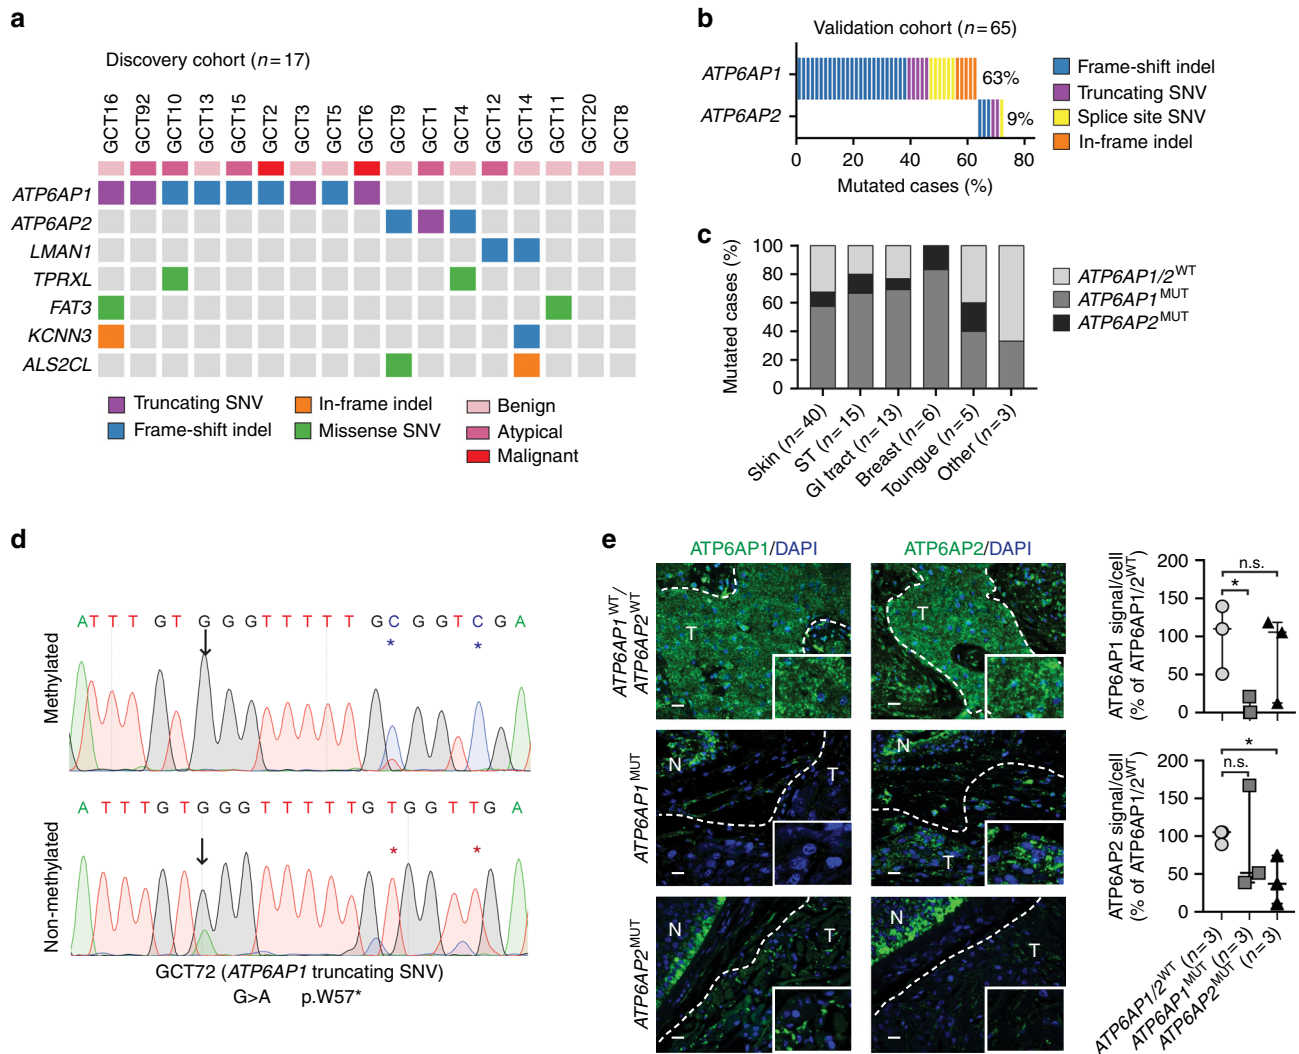 a
Discovery cohort (n=17)
GCT16 GCT92 GCT10 GCT13 GCT15 GCT2 GCT3 GCT5 GCT6 GCT9 GCT1 GCT4 GCT12 GCT14 GCT11 GCT20 GCT8
ATP6AP1
ATP6AP2
LMAN1
TPRXL
FAT3
KCNN3
ALS2CL
Truncating SNV
Frame-shift indel
In-frame indel
Missense SNV
Benign
Atypical
Malignant
b
Validation cohort (n=65)
ATP6AP1
63%
ATP6AP2
9%
0 20 40 60 80
Mutated cases (%)
Frame-shift indel
Truncating SNV
Splice site SNV
In-frame indel
c
Mutated cases (%)
100
80
60
40
20
0
Skin (n=40)
ST (n=15)
GI tract (n=13)
Breast (n=6)
Toungue (n=5)
Other (n=3)
ATP6AP1/2WT
ATP6AP1MUT
ATP6AP2MUT
d
Methylated
A T T T G T G G G T T T T T G C G G T C G A
* *
Non-methylated
A T T T G T G G G T T T T T G T G G T T G A
* *
GCT72 (ATP6AP1 truncating SNV)
G>A p.W57*
e
ATP6AP1/DAPI
ATP6AP2/DAPI
ATP6AP1WT/
ATP6AP2WT
T
T
ATP6AP1MUT
N
T
N
T
ATP6AP2MUT
N
T
N
T
ATP6AP1 signal/cell
(% of ATP6AP1/2WT)
200
150
100
50
0
n.s.
*
ATP6AP2 signal/cell
(% of ATP6AP1/2WT)
200
150
100
50
0
*
n.s.
ATP6AP1/2WT (n=3)
ATP6AP1MUT (n=3)
ATP6AP2MUT (n=3)